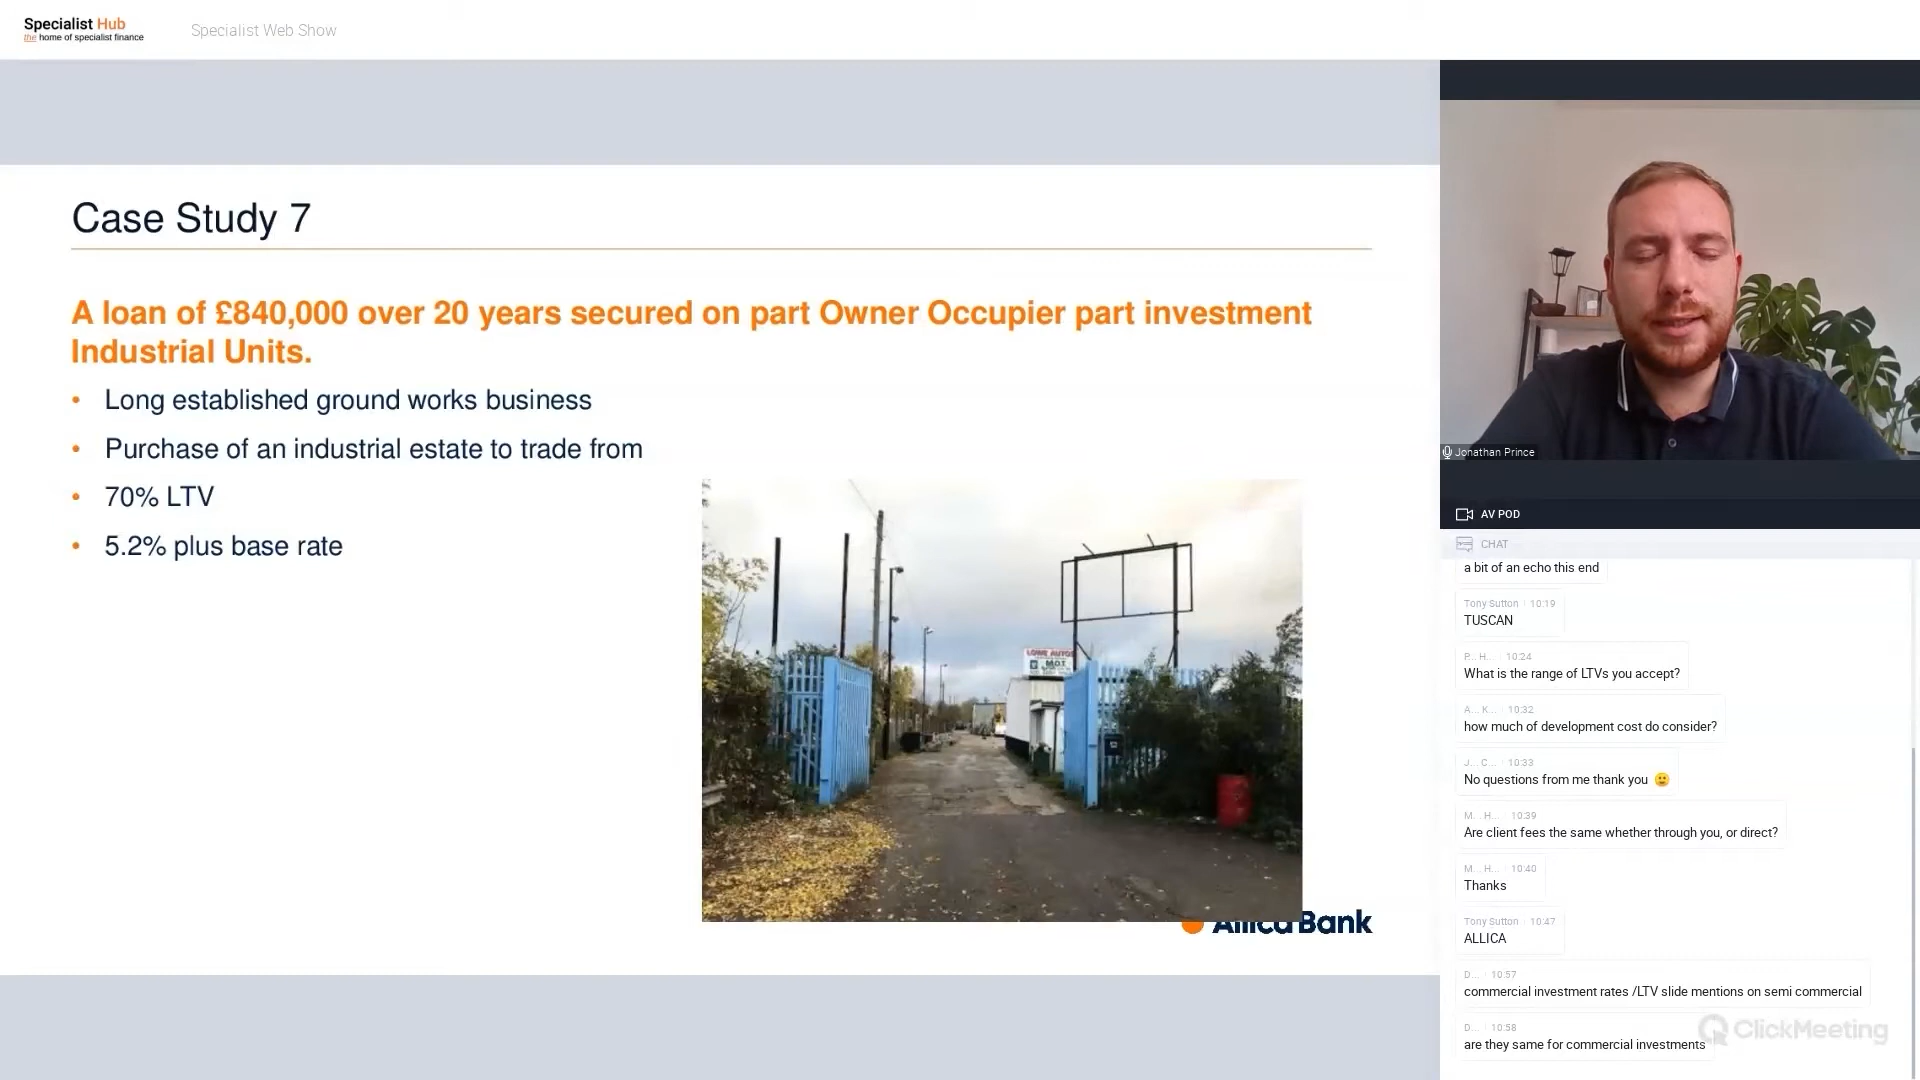 Specialist Hub
the home of specialist finance
Specialist Web Show
Case Study 7
A loan of £840,000 over 20 years secured on part Owner Occupier part investment
Industrial Units.
• Long established ground works business
• Purchase of an industrial estate to trade from
• 70% LTV
• 5.2% plus base rate
LOWE AUTOS
M.O.T
Allica Bank
Jonathan Prince
AV POD
CHAT
a bit of an echo this end
Tony Sutton 10:19
TUSCAN
P... H... 10:24
What is the range of LTVs you accept?
A... K... 10:32
how much of development cost do consider?
J... C... 10:33
No questions from me thank you 🙂
M... H... 10:39
Are client fees the same whether through you, or direct?
M... H... 10:40
Thanks
Tony Sutton 10:47
ALLICA
D... 10:57
commercial investment rates /LTV slide mentions on semi commercial
D... 10:58
are they same for commercial investments
ClickMeeting